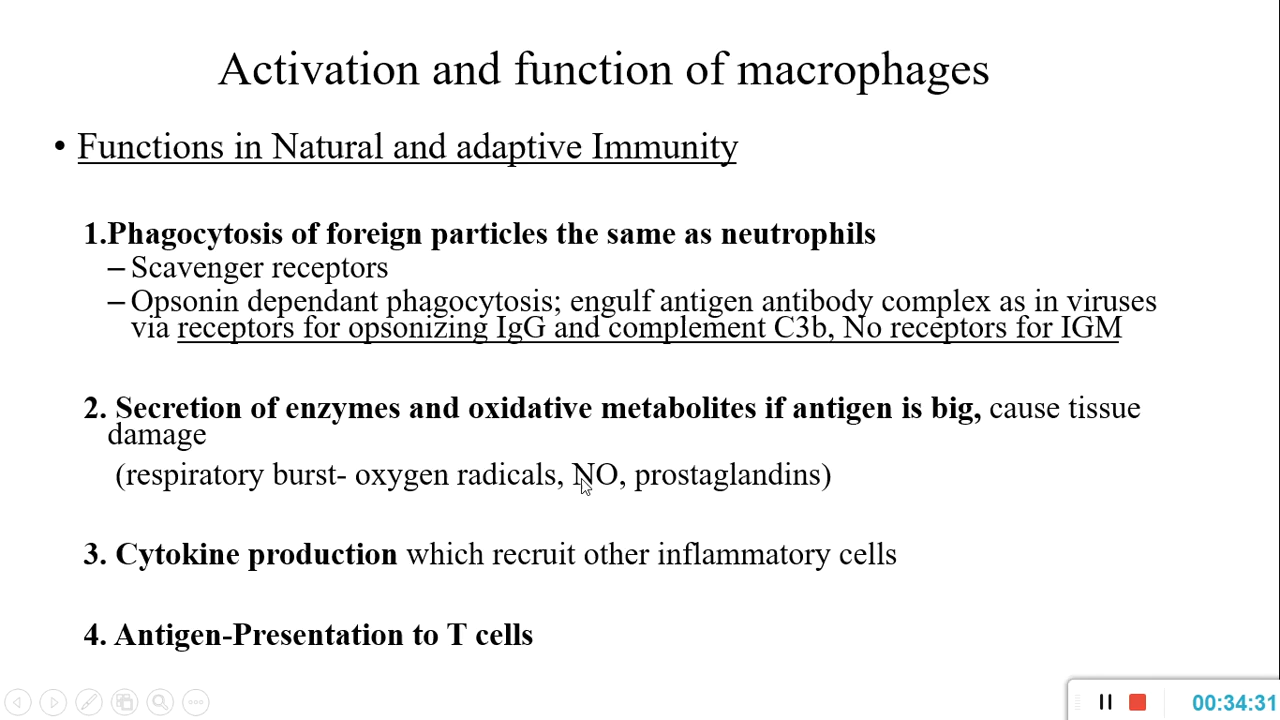 Activation and function of macrophages
• Functions in Natural and adaptive Immunity
1.Phagocytosis of foreign particles the same as neutrophils
– Scavenger receptors
– Opsonin dependant phagocytosis; engulf antigen antibody complex as in viruses
via receptors for opsonizing IgG and complement C3b, No receptors for IGM
2. Secretion of enzymes and oxidative metabolites if antigen is big, cause tissue
damage
(respiratory burst- oxygen radicals, NO, prostaglandins)
3. Cytokine production which recruit other inflammatory cells
4. Antigen-Presentation to T cells
00:34:31